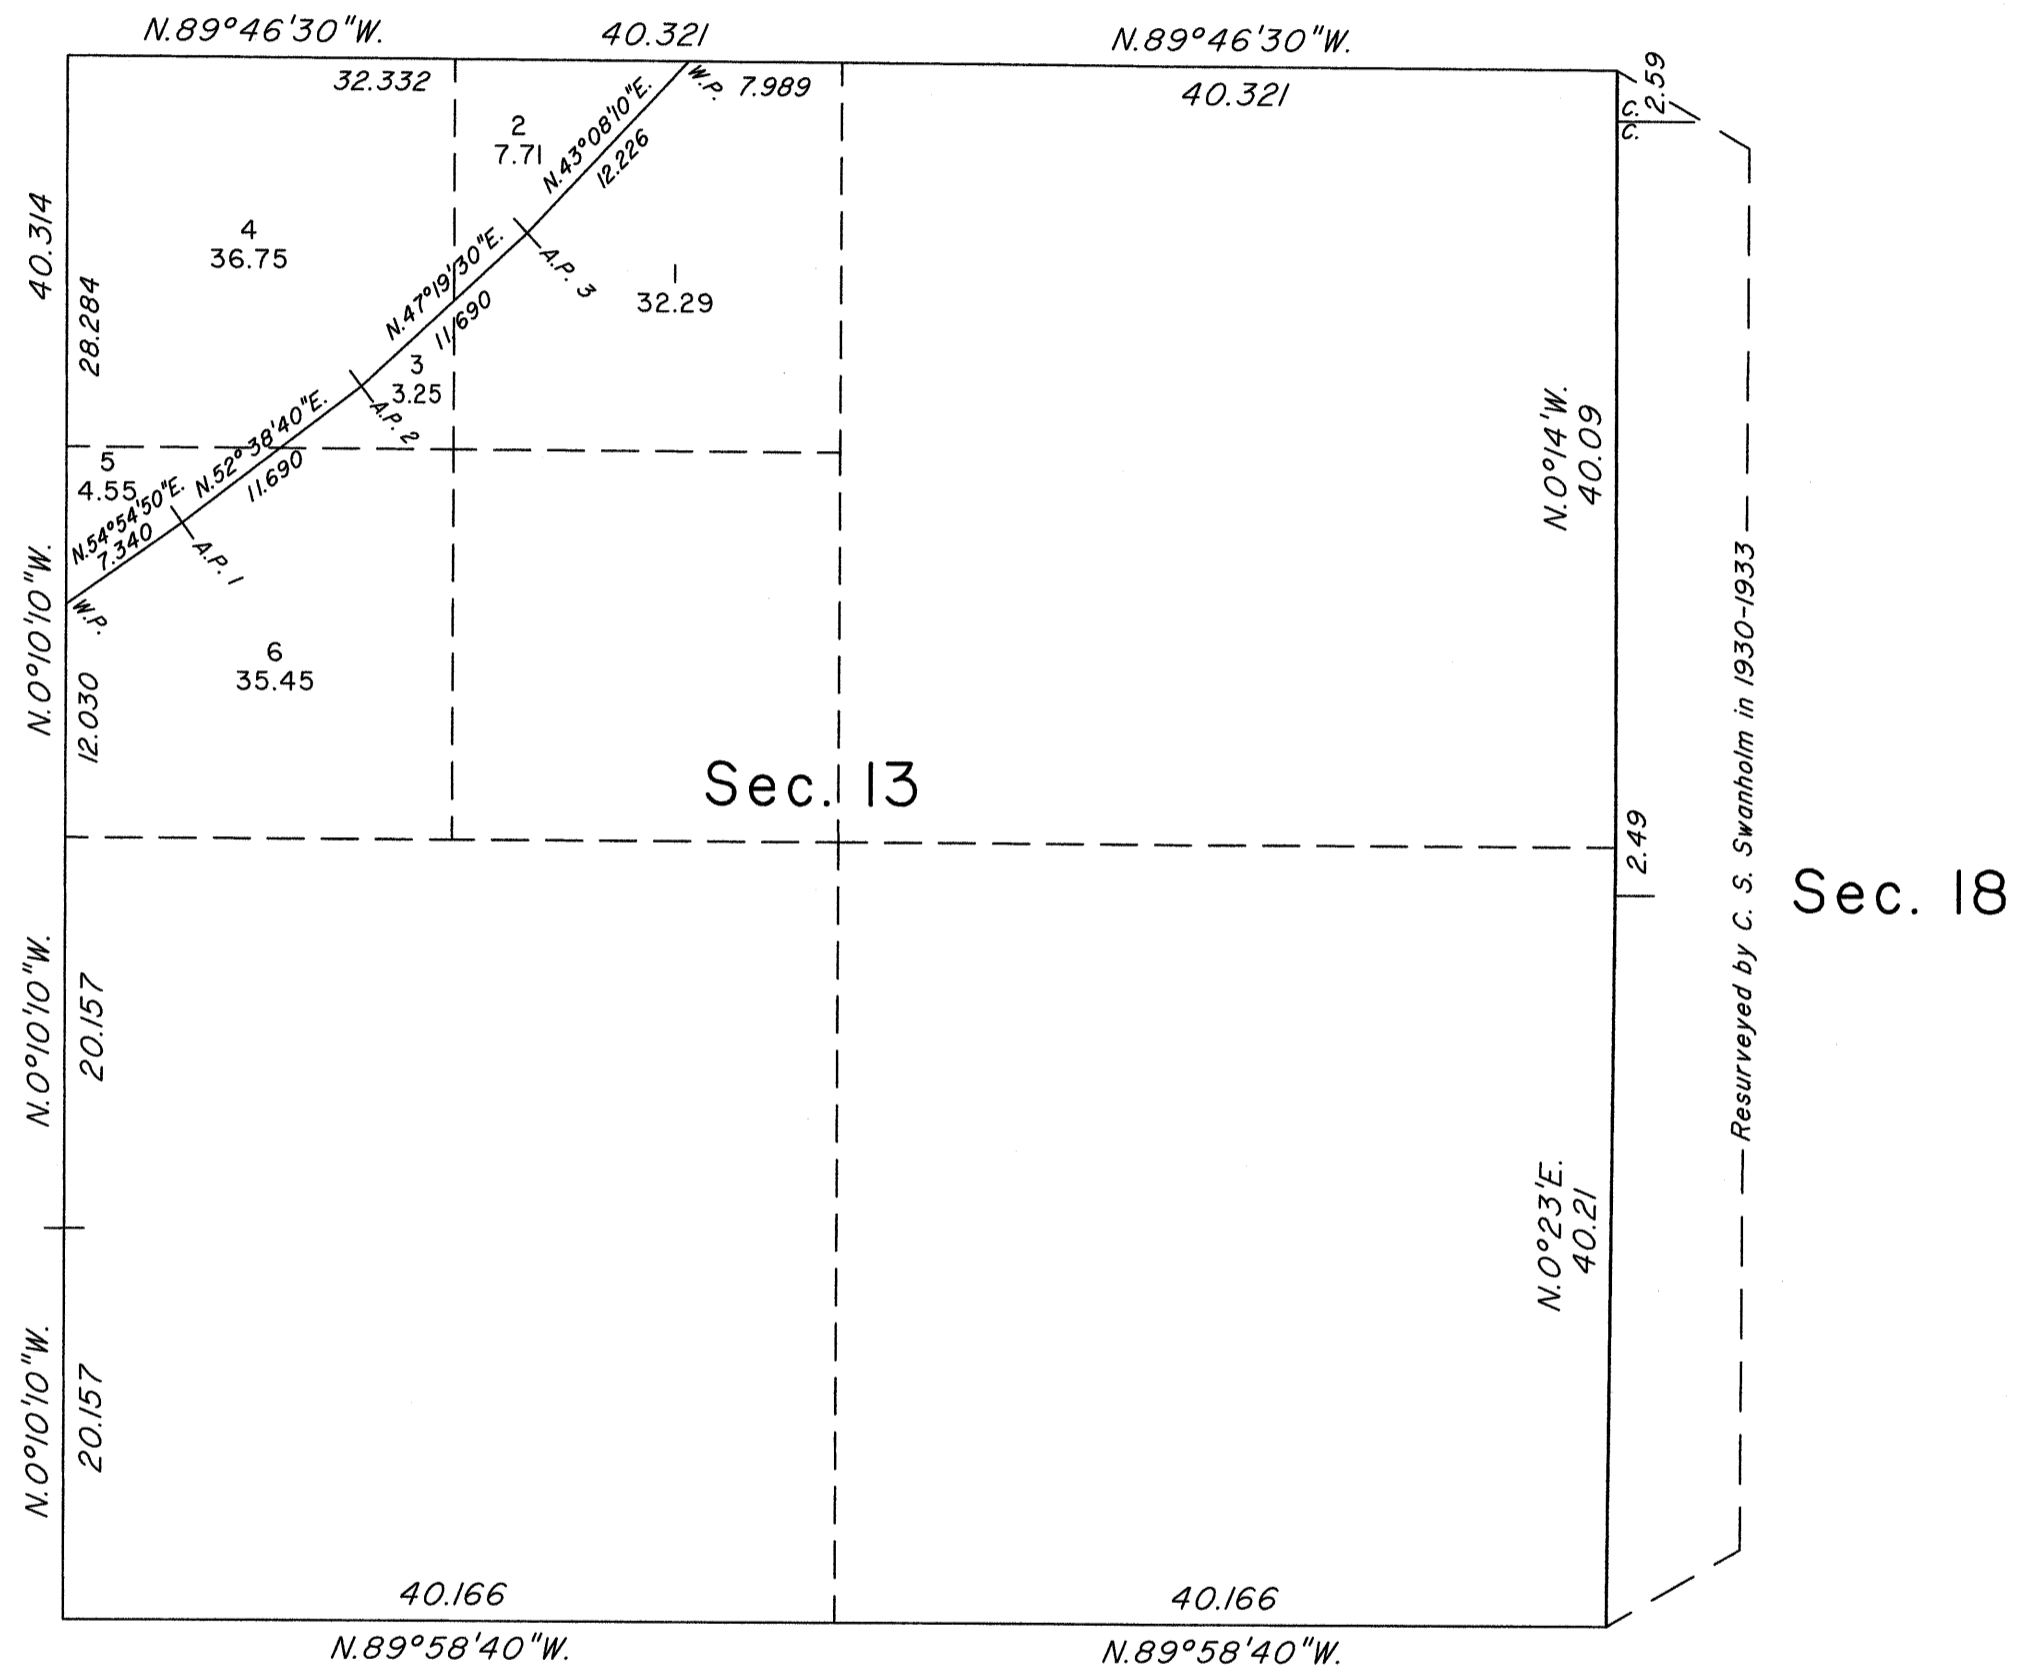 N.89°46'30"W.
40.321
N.89°46'30"W.
32.332
W.P.
7.989
40.321
2.59
C.
C.
2
7.71
N.43°08'10"E.
12.226
4
36.75
40.314
28.284
N.47°19'30"E.
11.690
A.P. 3
1
32.29
3
3.25
A.P. 2
N.52°38'40"E.
11.690
5
4.55
N.54°54'50"E.
7.340
A.P. 1
W.P.
N.0°14'W.
40.09
N.0°10'10"W.
12.030
6
35.45
Sec. 13
2.49
Resurveyed by C. S. Swanholm in 1930-1933
Sec. 18
N.0°10'10"W.
20.157
N.0°23'E.
40.21
N.0°10'10"W.
20.157
40.166
40.166
N.89°58'40"W.
N.89°58'40"W.